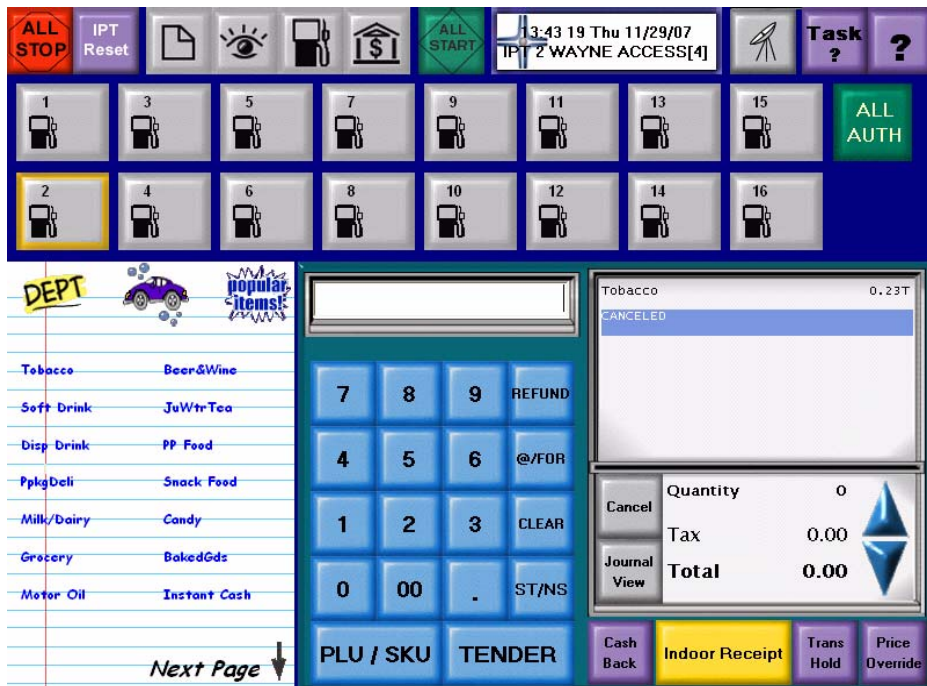 ALL STOP
IPT Reset
ALL START
13:43 19 Thu 11/29/07
IPT 2 WAYNE ACCESS[4]
Task ?
?
1 3 5 7 9 11 13 15
ALL AUTH
2 4 6 8 10 12 14 16
DEPT
popular items!
Tobacco 0.23T
CANCELED
Tobacco Beer&Wine
Soft Drink JuWtrTea
Disp Drink PP Food
PpkgDeli Snack Food
Milk/Dairy Candy
Grocery BakedGds
Motor Oil Instant Cash
Next Page
7 8 9 REFUND
4 5 6 @/FOR
1 2 3 CLEAR
0 00 . ST/NS
PLU / SKU TENDER
Cancel
Journal View
Quantity 0
Tax 0.00
Total 0.00
Cash Back
Indoor Receipt
Trans Hold
Price Override